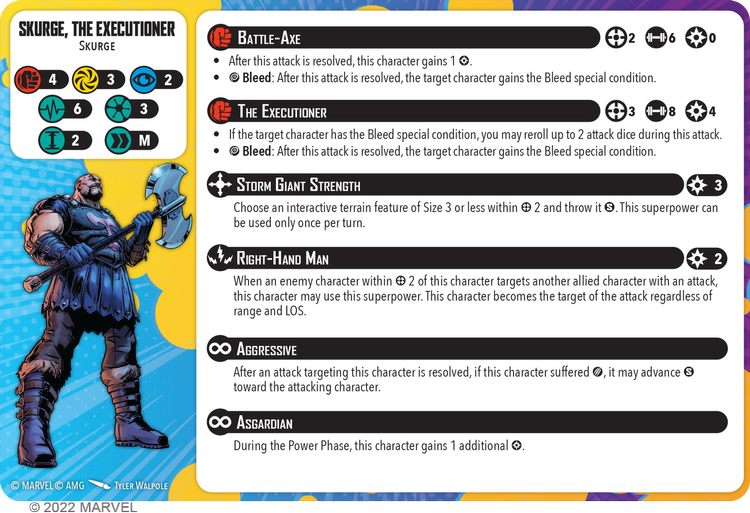 SKURGE, THE EXECUTIONER
SKURGE
4 3 2
6 3
2 M
BATTLE-AXE 2 6 0
• After this attack is resolved, this character gains 1 .
• Bleed: After this attack is resolved, the target character gains the Bleed special condition.
THE EXECUTIONER 3 8 4
• If the target character has the Bleed special condition, you may reroll up to 2 attack dice during this attack.
• Bleed: After this attack is resolved, the target character gains the Bleed special condition.
STORM GIANT STRENGTH 3
Choose an interactive terrain feature of Size 3 or less within 2 and throw it S. This superpower can
be used only once per turn.
RIGHT-HAND MAN 2
When an enemy character within 2 of this character targets another allied character with an attack,
this character may use this superpower. This character becomes the target of the attack regardless of
range and LOS.
AGGRESSIVE
After an attack targeting this character is resolved, if this character suffered , it may advance S
toward the attacking character.
ASGARDIAN
During the Power Phase, this character gains 1 additional .
© MARVEL © AMG TYLER WALPOLE
© 2022 MARVEL